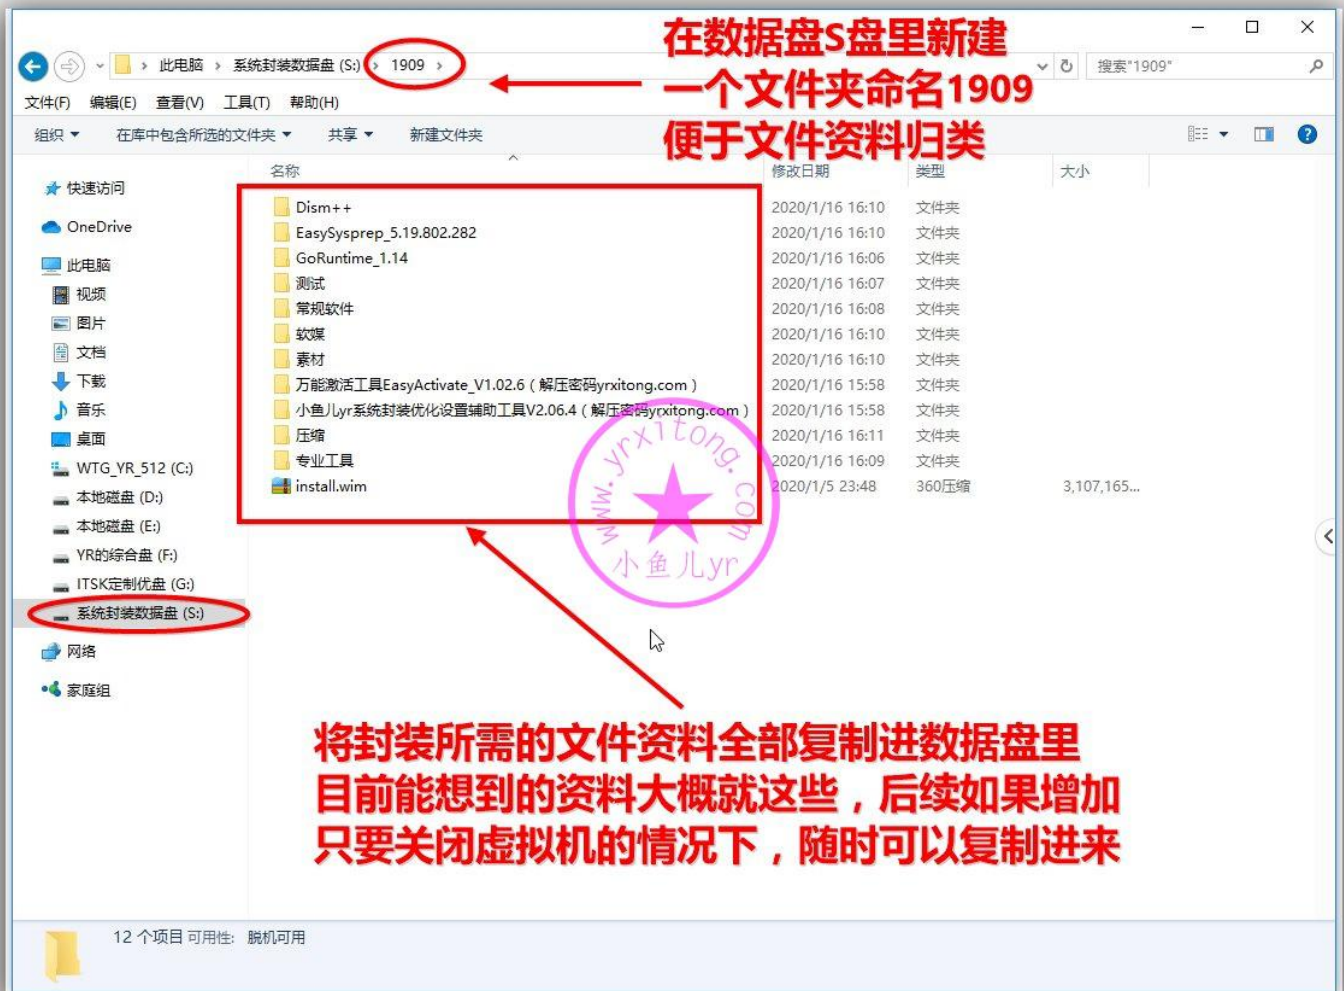 在数据盘S盘里新建
一个文件夹命名1909
便于文件资料归类
此电脑 › 系统封装数据盘 (S:) › 1909 ›
搜索"1909"
文件(F) 编辑(E) 查看(V) 工具(T) 帮助(H)
组织 在库中包含所选的文件夹 共享 新建文件夹
名称 修改日期 类型 大小
快速访问
OneDrive
此电脑
视频
图片
文档
下载
音乐
桌面
WTG_YR_512 (C:)
本地磁盘 (D:)
本地磁盘 (E:)
YR的综合盘 (F:)
ITSK定制优盘 (G:)
系统封装数据盘 (S:)
网络
家庭组
Dism++ 2020/1/16 16:10 文件夹
EasySysprep_5.19.802.282 2020/1/16 16:10 文件夹
GoRuntime_1.14 2020/1/16 16:06 文件夹
测试 2020/1/16 16:07 文件夹
常规软件 2020/1/16 16:08 文件夹
软媒 2020/1/16 16:10 文件夹
素材 2020/1/16 16:10 文件夹
万能激活工具EasyActivate_V1.02.6（解压密码yrxitong.com） 2020/1/16 15:58 文件夹
小鱼儿yr系统封装优化设置辅助工具V2.06.4（解压密码yrxitong.com） 2020/1/16 15:58 文件夹
压缩 2020/1/16 16:11 文件夹
专业工具 2020/1/16 16:09 文件夹
install.wim 2020/1/5 23:48 360压缩 3,107,165...
www.yrxitong.com
小鱼儿yr
将封装所需的文件资料全部复制进数据盘里
目前能想到的资料大概就这些，后续如果增加
只要关闭虚拟机的情况下，随时可以复制进来
12 个项目 可用性: 脱机可用